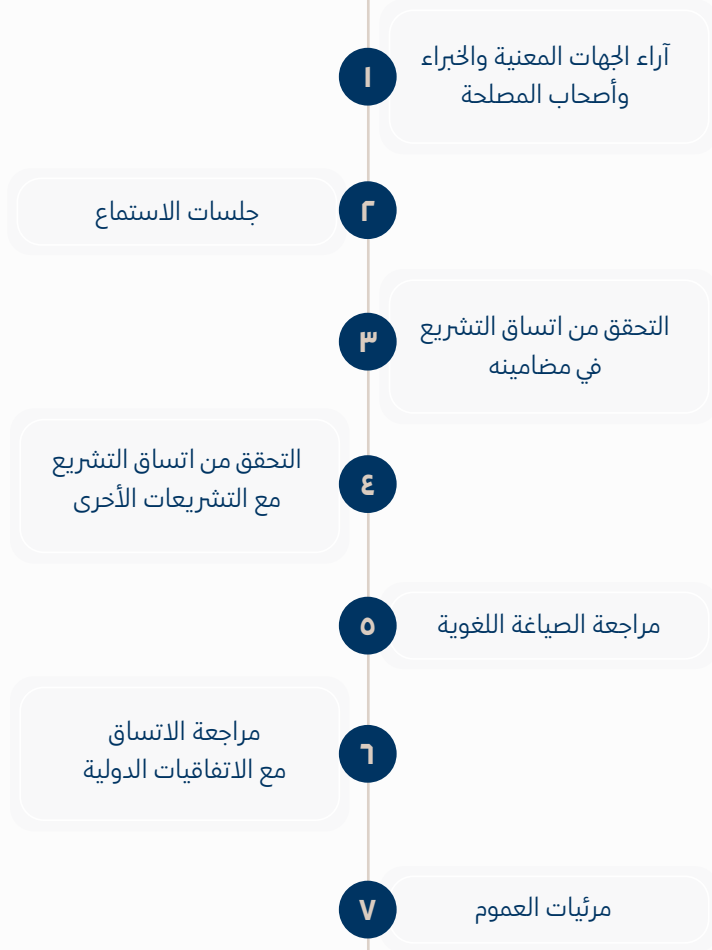 آراء الجهات المعنية والخبراء
وأصحاب المصلحة
١
جلسات الاستماع
٢
التحقق من اتساق التشريع
في مضامينه
٣
التحقق من اتساق التشريع
مع التشريعات الأخرى
٤
مراجعة الصياغة اللغوية
٥
مراجعة الاتساق
مع الاتفاقيات الدولية
٦
مرئيات العموم
٧